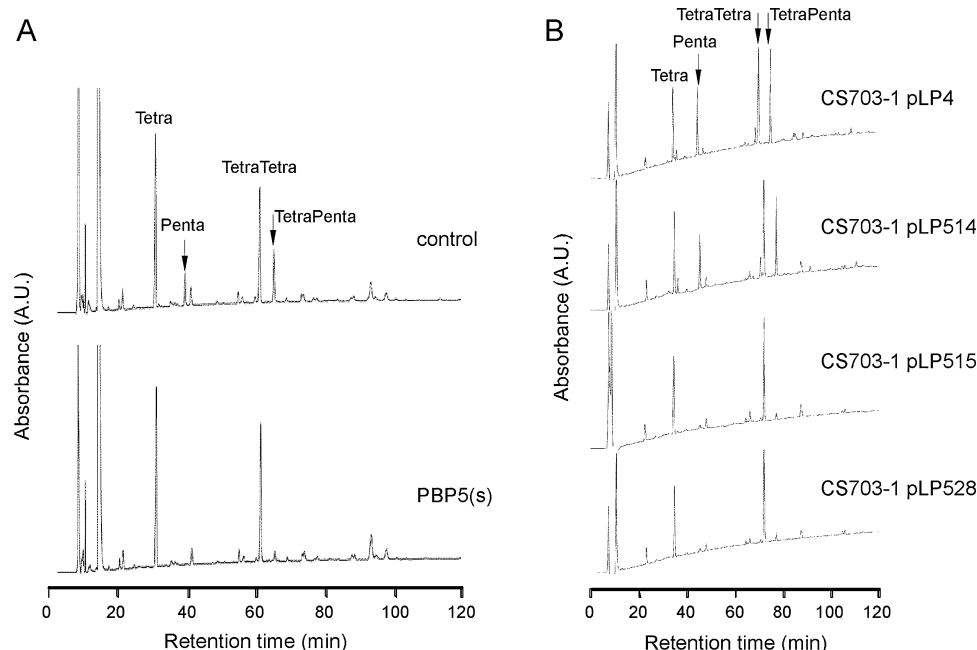 A
Tetra
TetraTetra
Penta
TetraPenta
control
PBP5(s)
Absorbance (A.U.)
0 20 40 60 80 100 120
Retention time (min)
B
TetraTetra TetraPenta
Penta
Tetra
CS703-1 pLP4
CS703-1 pLP514
CS703-1 pLP515
CS703-1 pLP528
Absorbance (A.U.)
0 20 40 60 80 100 120
Retention time (min)